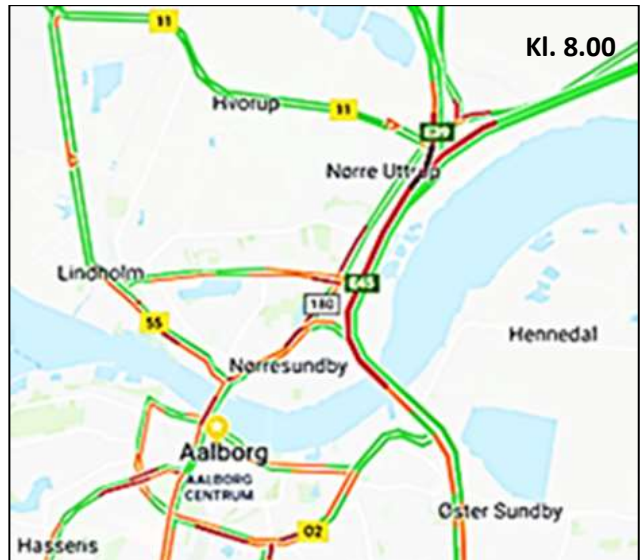 11
Kl. 8.00
Hvorup
11
E39
Nørre Uttrup
Lindholm
E45
180
55
Hennedal
Nørresundby
Aalborg
AALBORG
CENTRUM
Øster Sundby
O2
Hasseris